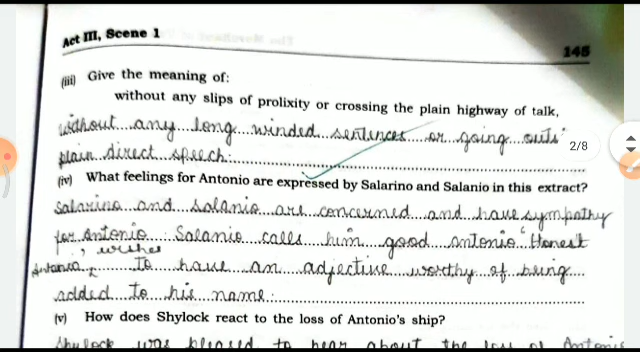 Act III, Scene 1
145
(iii) Give the meaning of:
without any slips of prolixity or crossing the plain highway of talk,
without any long winded sentences or going outs
plain direct speech.
2/8
(iv) What feelings for Antonio are expressed by Salarino and Salanio in this extract?
Salarino and Salanio are concerned and have sympathy
for Antonio. Salanio calls him good Antonio "Honest
Antonio, wishes
To have an adjective worthy of being
added to his name.
(v) How does Shylock react to the loss of Antonio's ship?
Shylock was pleased to hear about the loss of Antonio